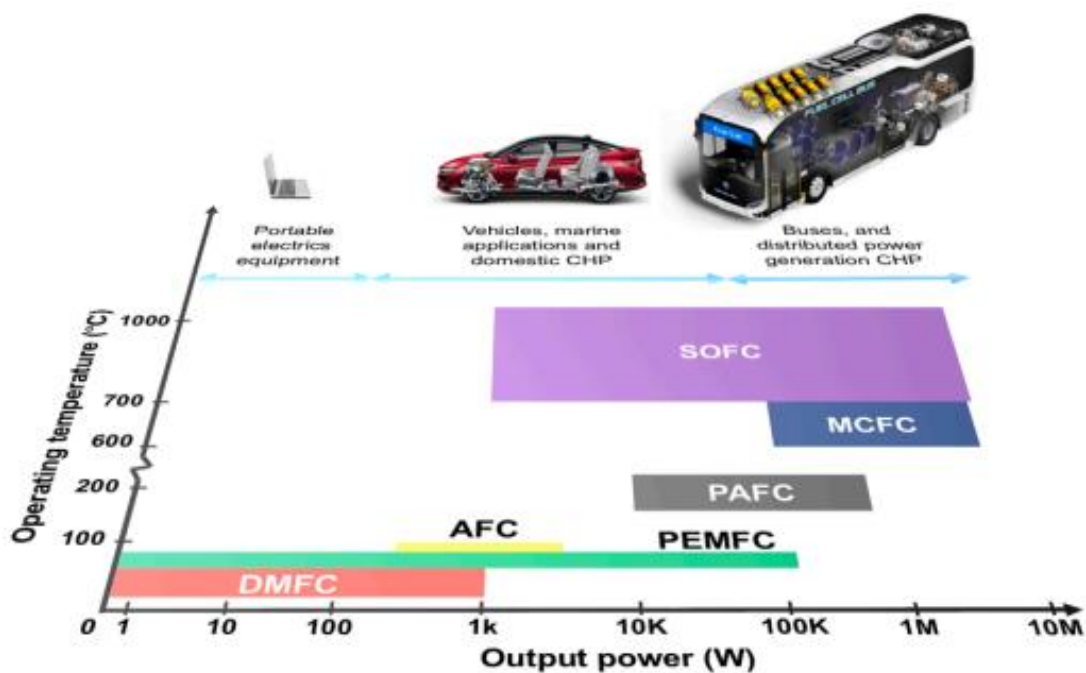 FUEL CELL BUS
Portable
electrics
equipment
Vehicles, marine
applications and
domestic CHP
Buses, and
distributed power
generation CHP
Operating temperature (°C)
1000
700
600
200
100
SOFC
MCFC
PAFC
AFC
PEMFC
DMFC
0 1 10 100 1k 10K 100K 1M 10M
Output power (W)